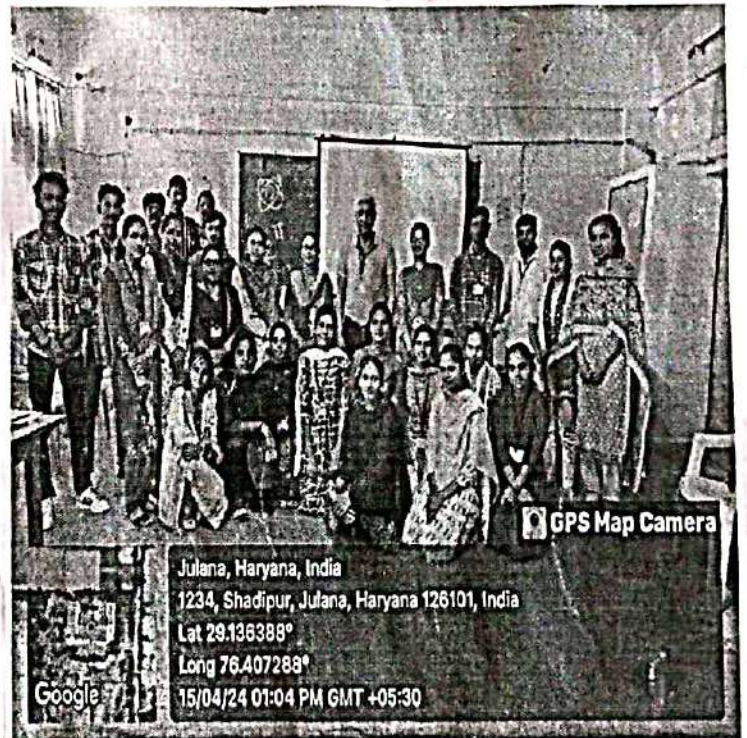 GPS Map Camera
Julana, Haryana, India
1234, Shadipur, Julana, Haryana 126101, India
Lat 29.136388°
Long 76.407288°
15/04/24 01:04 PM GMT +05:30
Google